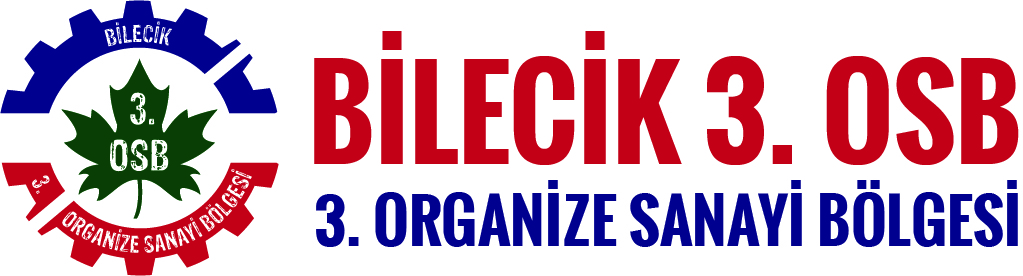 BİLECİK
3.
OSB
3. ORGANİZE SANAYİ BÖLGESİ
BİLECİK 3. OSB
3. ORGANİZE SANAYİ BÖLGESİ